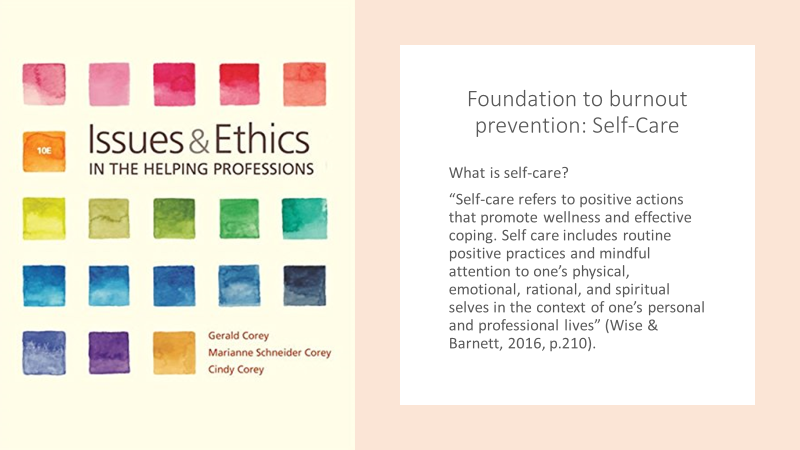 10E
Issues & Ethics
IN THE HELPING PROFESSIONS
Gerald Corey
Marianne Schneider Corey
Cindy Corey
Foundation to burnout
prevention: Self-Care
What is self-care?
“Self-care refers to positive actions
that promote wellness and effective
coping. Self care includes routine
positive practices and mindful
attention to one’s physical,
emotional, rational, and spiritual
selves in the context of one’s personal
and professional lives” (Wise &
Barnett, 2016, p.210).